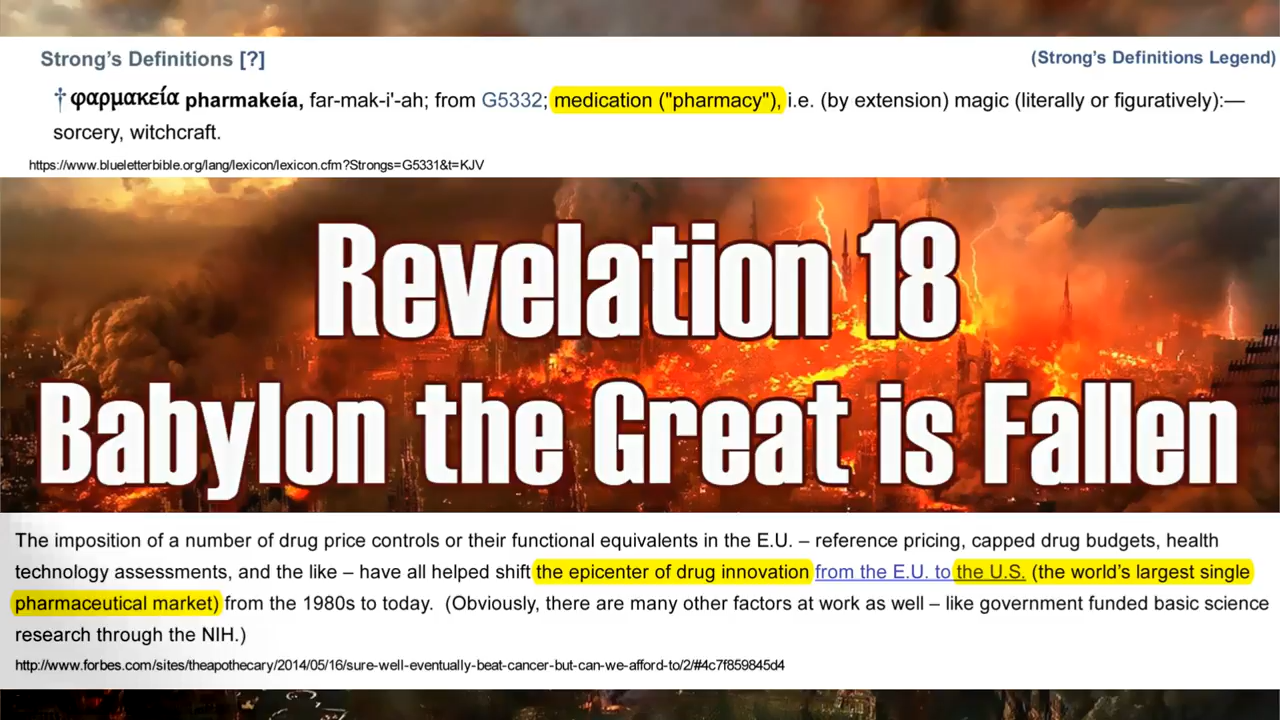 Strong's Definitions [?]
(Strong's Definitions Legend)
† φαρμακεία pharmakeía, far-mak-i'-ah; from G5332; medication ("pharmacy"), i.e. (by extension) magic (literally or figuratively):—
sorcery, witchcraft.
https://www.blueletterbible.org/lang/lexicon/lexicon.cfm?Strongs=G5331&t=KJV
Revelation 18
Babylon the Great is Fallen
The imposition of a number of drug price controls or their functional equivalents in the E.U. – reference pricing, capped drug budgets, health
technology assessments, and the like – have all helped shift the epicenter of drug innovation from the E.U. to the U.S. (the world's largest single
pharmaceutical market) from the 1980s to today.  (Obviously, there are many other factors at work as well – like government funded basic science
research through the NIH.)
http://www.forbes.com/sites/theapothecary/2014/05/16/sure-well-eventually-beat-cancer-but-can-we-afford-to/2/#4c7f859845d4